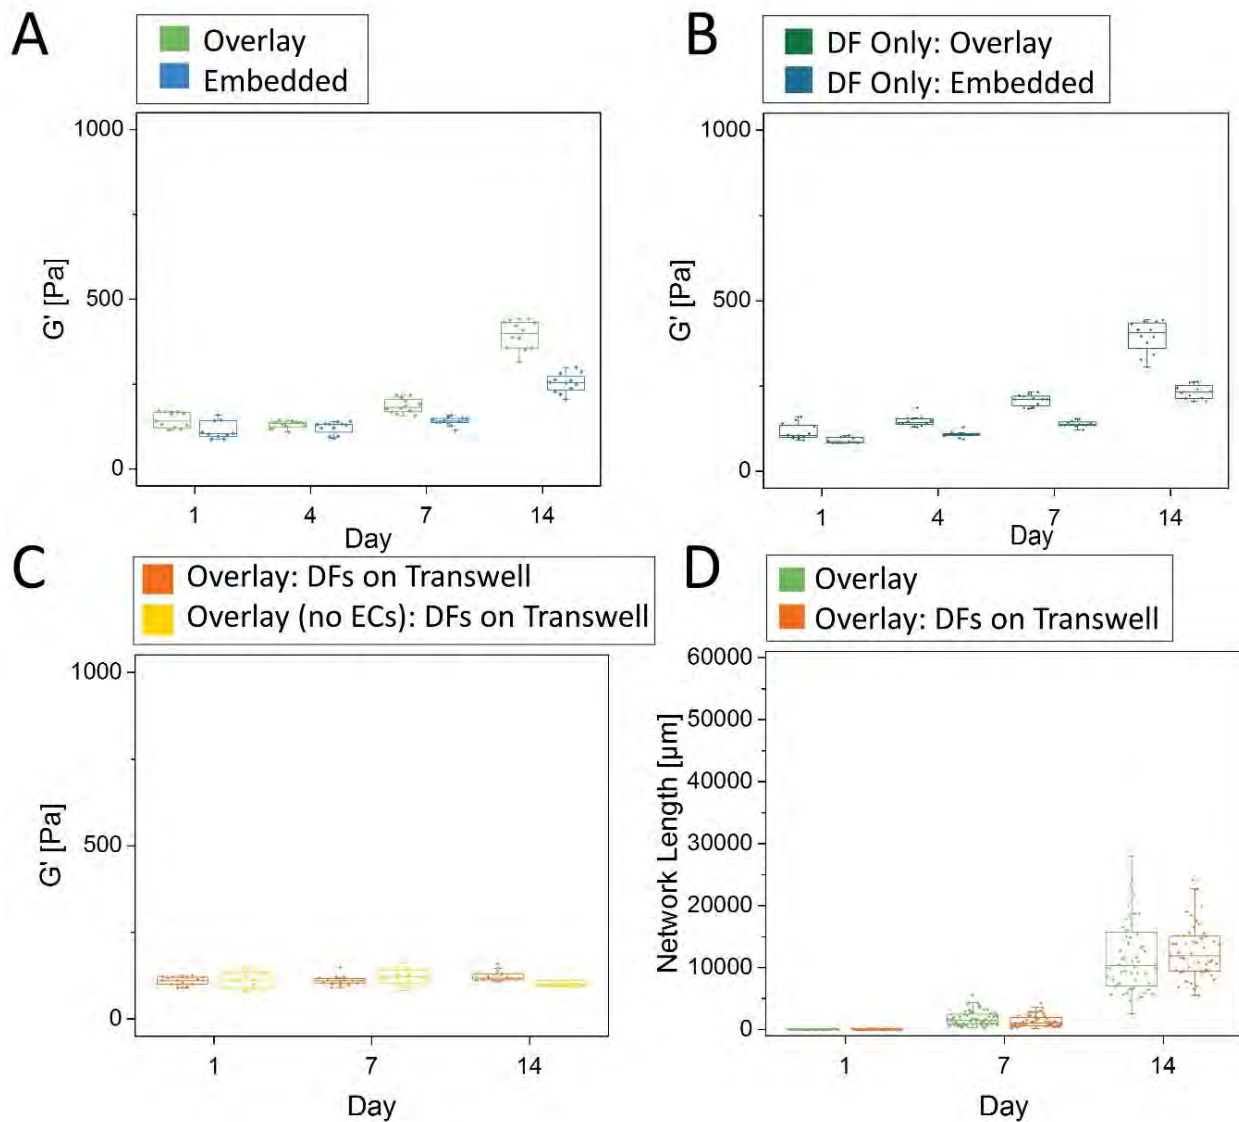 A
Overlay
Embedded
1000
500
0
G' [Pa]
1 4 7 14
Day
B
DF Only: Overlay
DF Only: Embedded
1000
500
0
G' [Pa]
1 4 7 14
Day
C
Overlay: DFs on Transwell
Overlay (no ECs): DFs on Transwell
1000
500
0
G' [Pa]
1 7 14
Day
D
Overlay
Overlay: DFs on Transwell
60000
50000
40000
30000
20000
10000
0
Network Length [µm]
1 7 14
Day